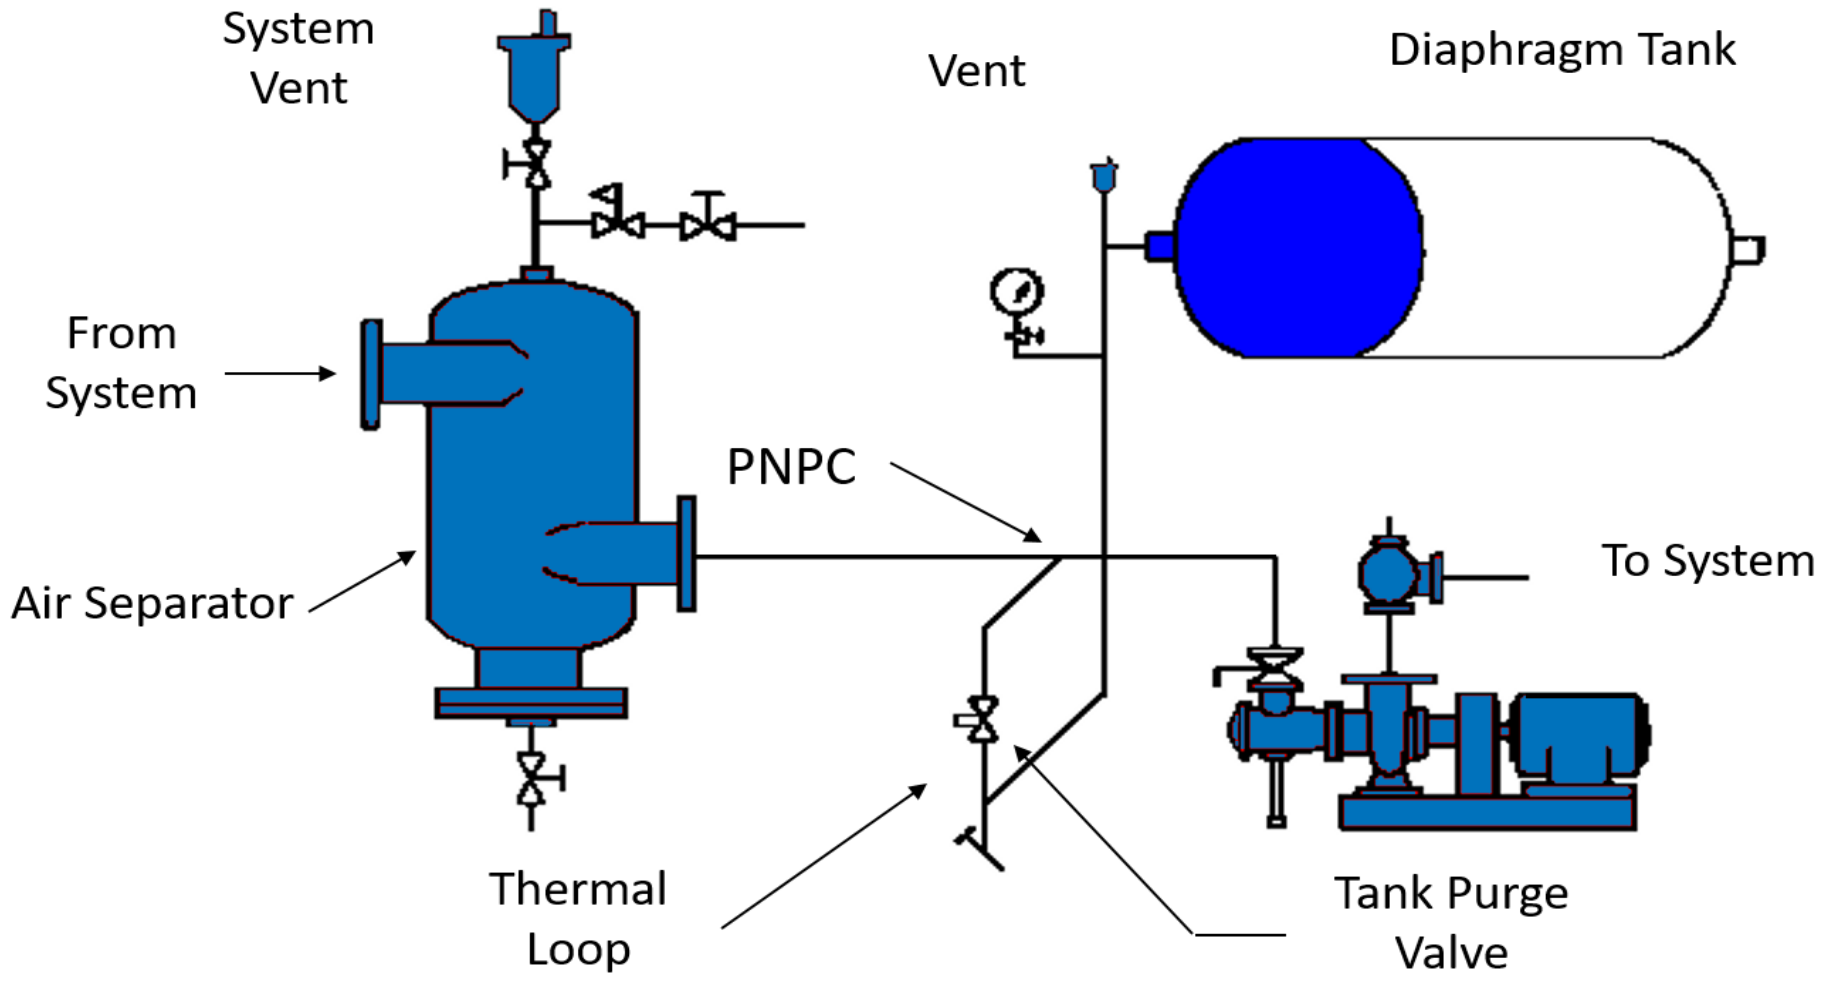 System
Vent
Vent
Diaphragm Tank
From
System
PNPC
Air Separator
To System
Thermal
Loop
Tank Purge
Valve